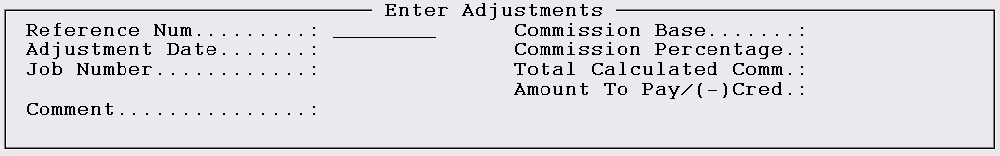 Enter Adjustments
Reference Num.........: __________ Commission Base.......:
Adjustment Date.......: Commission Percentage.:
Job Number............: Total Calculated Comm.:
Amount To Pay/(-)Cred.:
Comment................: